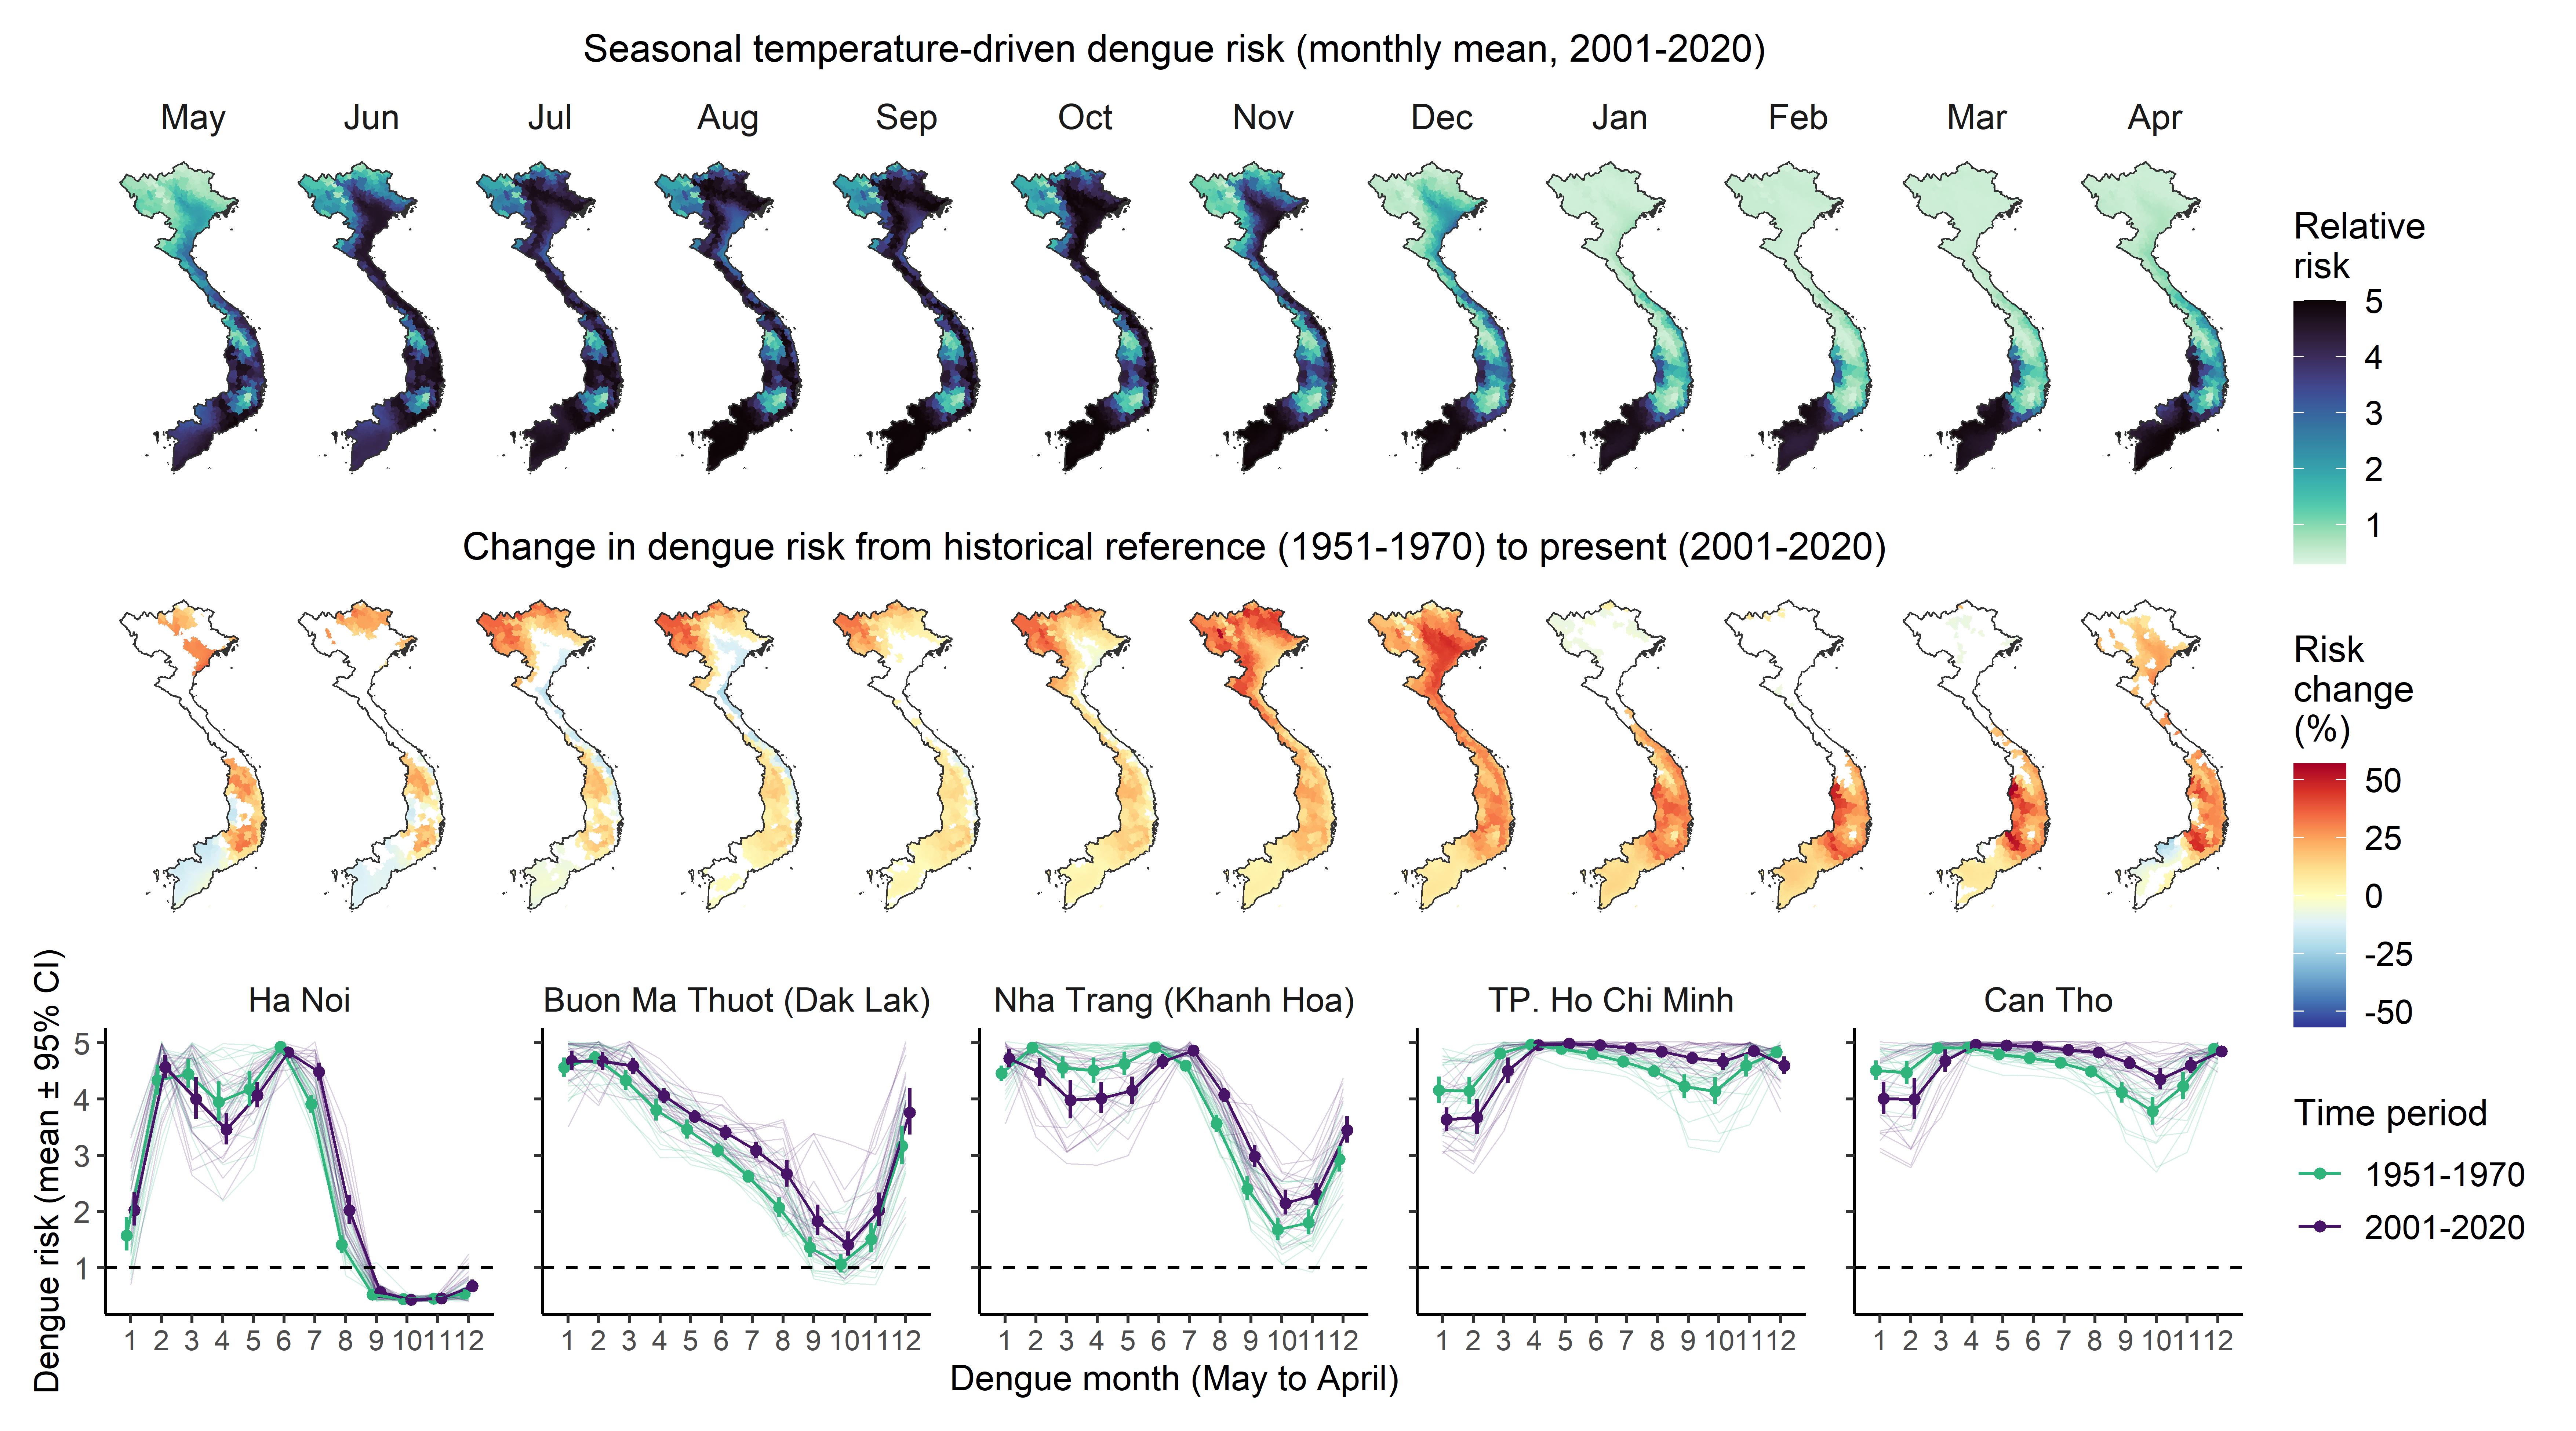 Seasonal temperature-driven dengue risk (monthly mean, 2001-2020)
May Jun Jul Aug Sep Oct Nov Dec Jan Feb Mar Apr
Relative
risk
5
4
3
2
1
Change in dengue risk from historical reference (1951-1970) to present (2001-2020)
Risk
change
(%)
50
25
0
-25
-50
Dengue risk (mean ± 95% CI)
Ha Noi
Buon Ma Thuot (Dak Lak)
Nha Trang (Khanh Hoa)
TP. Ho Chi Minh
Can Tho
5
4
3
2
1
1 2 3 4 5 6 7 8 9 10 11 12
1 2 3 4 5 6 7 8 9 10 11 12
1 2 3 4 5 6 7 8 9 10 11 12
1 2 3 4 5 6 7 8 9 10 11 12
1 2 3 4 5 6 7 8 9 10 11 12
Dengue month (May to April)
Time period
1951-1970
2001-2020